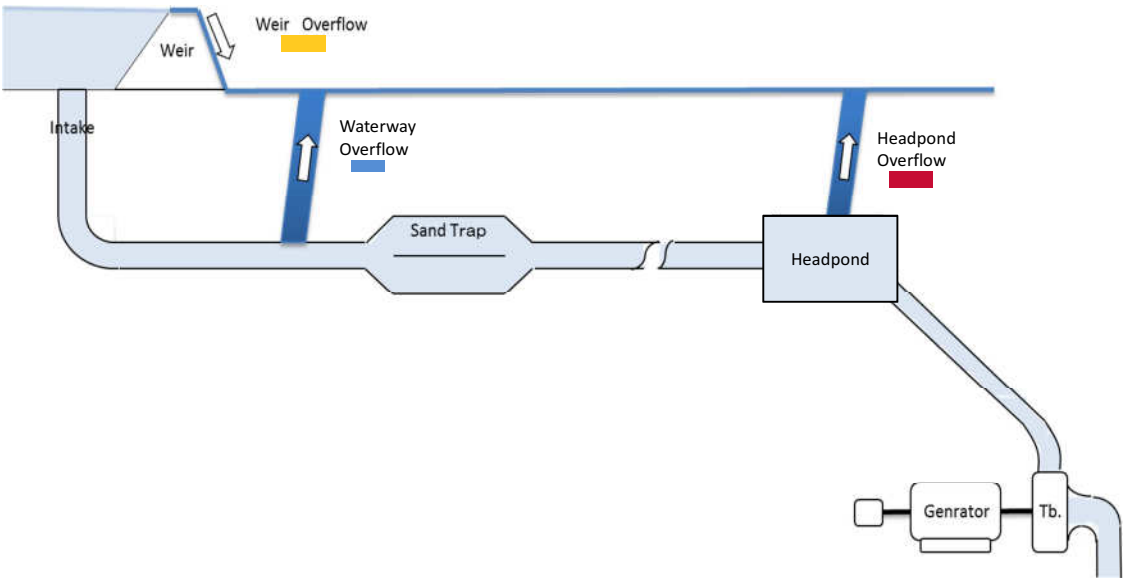 Weir Overflow
Weir
Intake
Waterway
Overflow
Headpond
Overflow
Sand Trap
Headpond
Genrator
Tb.